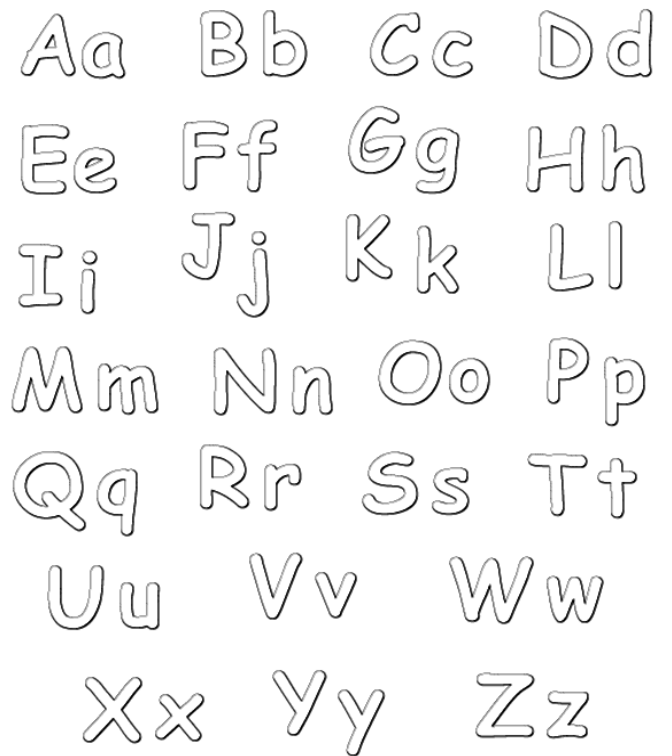 Aa Bb Cc Dd
Ee Ff Gg Hh
Ii Jj Kk Ll
Mm Nn Oo Pp
Qq Rr Ss Tt
Uu Vv Ww
Xx Yy Zz